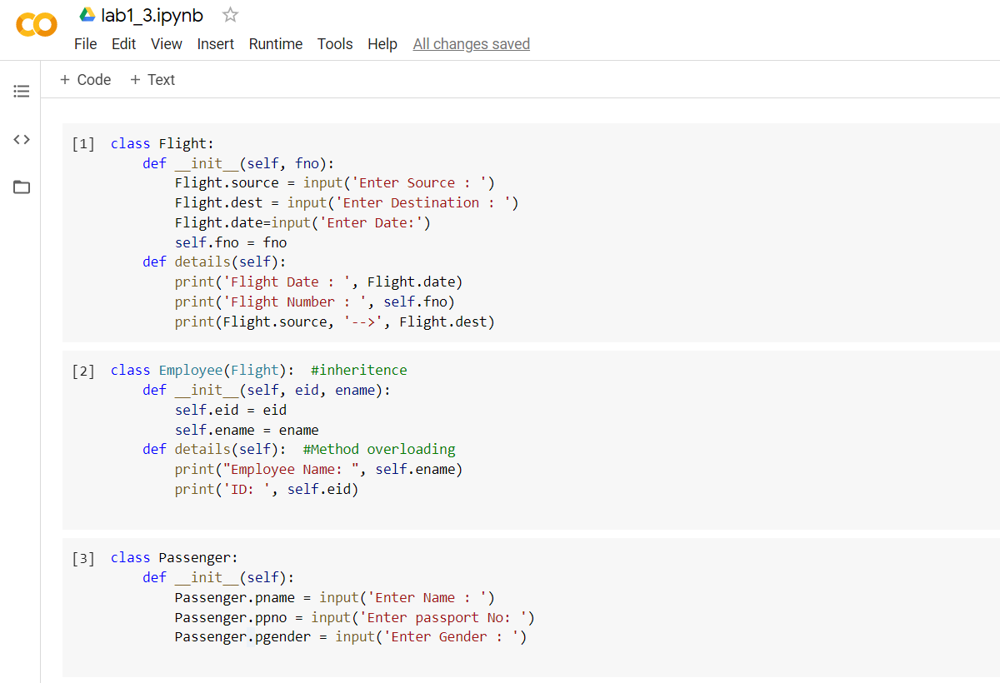 lab1_3.ipynb
File Edit View Insert Runtime Tools Help All changes saved
+ Code + Text
[1] class Flight:
    def __init__(self, fno):
        Flight.source = input('Enter Source : ')
        Flight.dest = input('Enter Destination : ')
        Flight.date=input('Enter Date:')
        self.fno = fno
    def details(self):
        print('Flight Date : ', Flight.date)
        print('Flight Number : ', self.fno)
        print(Flight.source, '-->', Flight.dest)
[2] class Employee(Flight):  #inheritence
    def __init__(self, eid, ename):
        self.eid = eid
        self.ename = ename
    def details(self):  #Method overloading
        print("Employee Name: ", self.ename)
        print('ID: ', self.eid)
[3] class Passenger:
    def __init__(self):
        Passenger.pname = input('Enter Name : ')
        Passenger.ppno = input('Enter passport No: ')
        Passenger.pgender = input('Enter Gender : ')